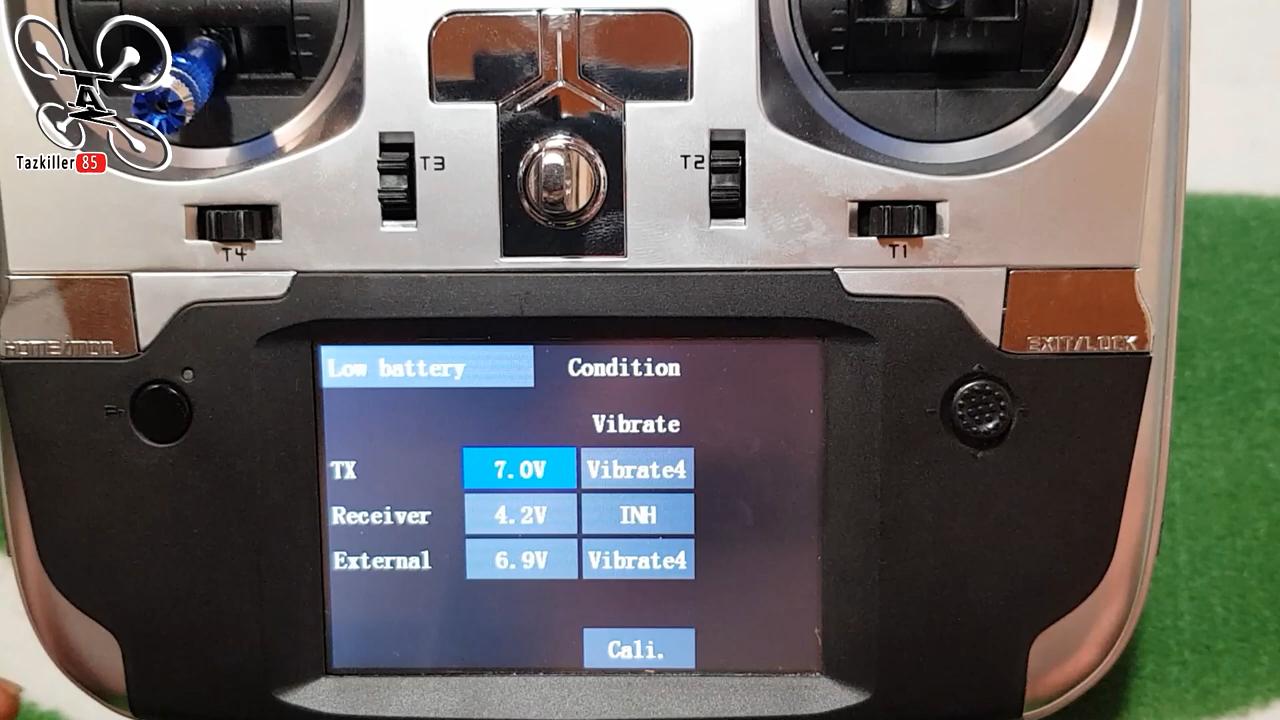 A
Tazkiller 85
T3
T2
T4
T1
HOME/MDL
EXIT/LOCK
Low battery
Condition
Vibrate
TX 7.0V Vibrate4
Receiver 4.2V INH
External 6.9V Vibrate4
Cali.